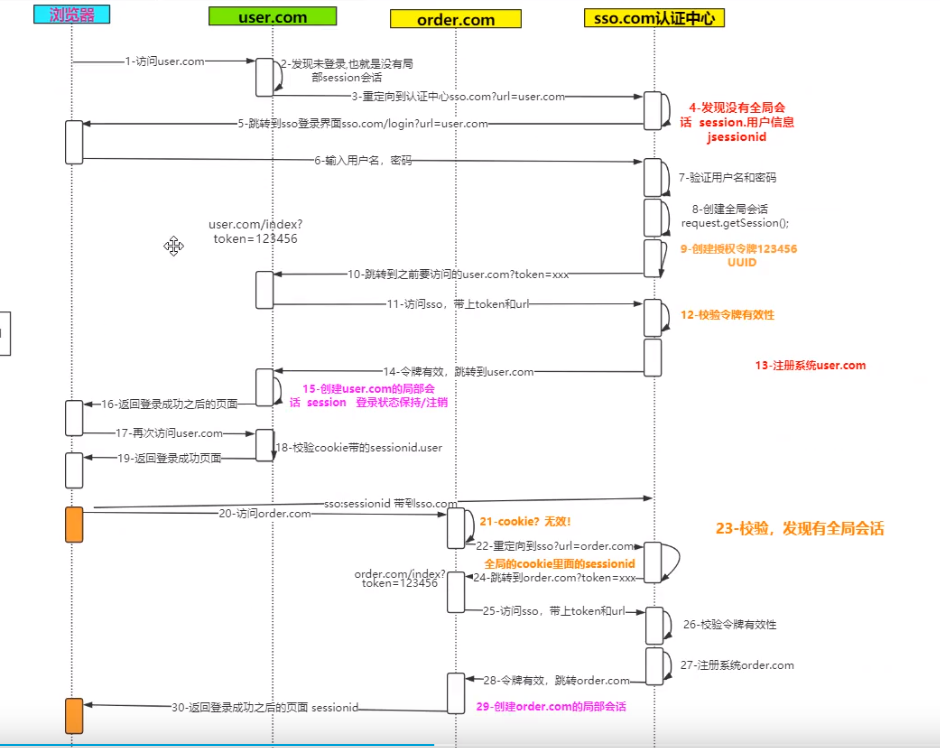 浏览器
user.com
order.com
sso.com认证中心
1-访问user.com
2-发现未登录,也就是没有局
部session会话
3-重定向到认证中心sso.com?url=user.com
4-发现没有全局会
话 session.用户信息
jsessionid
5-跳转到sso登录界面sso.com/login?url=user.com
6-输入用户名，密码
7-验证用户名和密码
8-创建全局会话
request.getSession();
user.com/index?
token=123456
9-创建授权令牌123456
UUID
10-跳转到之前要访问的user.com?token=xxx
11-访问sso，带上token和url
12-校验令牌有效性
13-注册系统user.com
14-令牌有效，跳转到user.com
15-创建user.com的局部会
话 session 登录状态保持/注销
16-返回登录成功之后的页面
17-再次访问user.com
18-校验cookie带的sessionid.user
19-返回登录成功页面
sso:sessionid 带到sso.com
20-访问order.com
21-cookie？无效！
22-重定向到sso?url=order.com
23-校验，发现有全局会话
全局的cookie里面的sessionid
order.com/index?
token=123456
24-跳转到order.com?token=xxx
25-访问sso，带上token和url
26-校验令牌有效性
27-注册系统order.com
28-令牌有效，跳转order.com
29-创建order.com的局部会话
30-返回登录成功之后的页面 sessionid